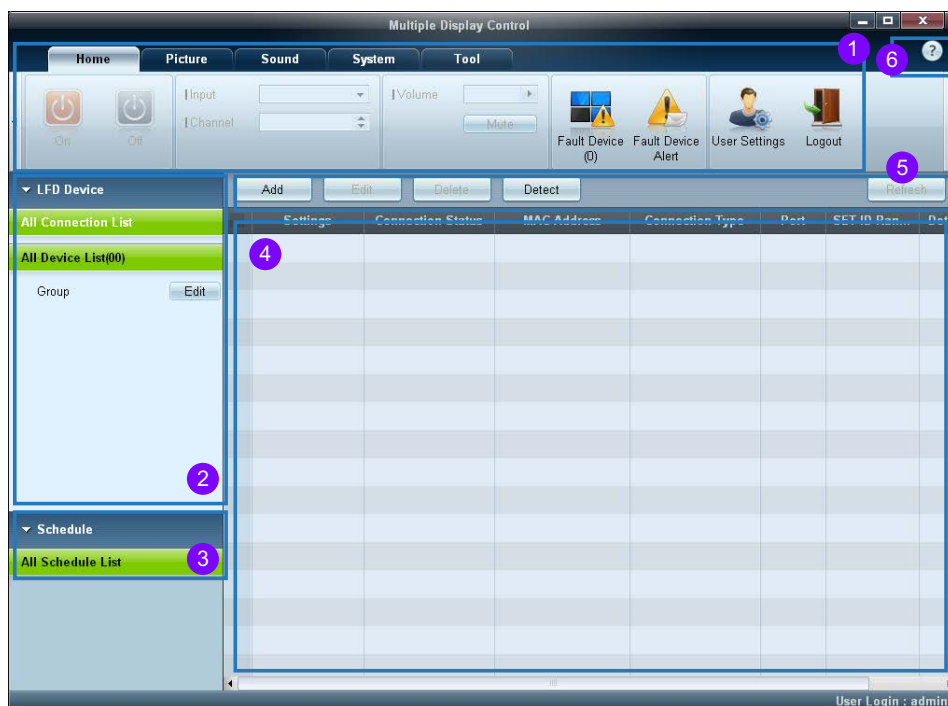 Multiple Display Control
Home Picture Sound System Tool
1
6
?
Input
Channel
On Off
Volume
Mute
Fault Device (0)
Fault Device Alert
User Settings
Logout
5
LFD Device
Add Edit Delete Detect Refresh
All Connection List
Settings Connection Status MAC Address Connection Type Port SET ID Ran...
4
All Device List(00)
Group Edit
2
Schedule
All Schedule List
3
User Login : admin